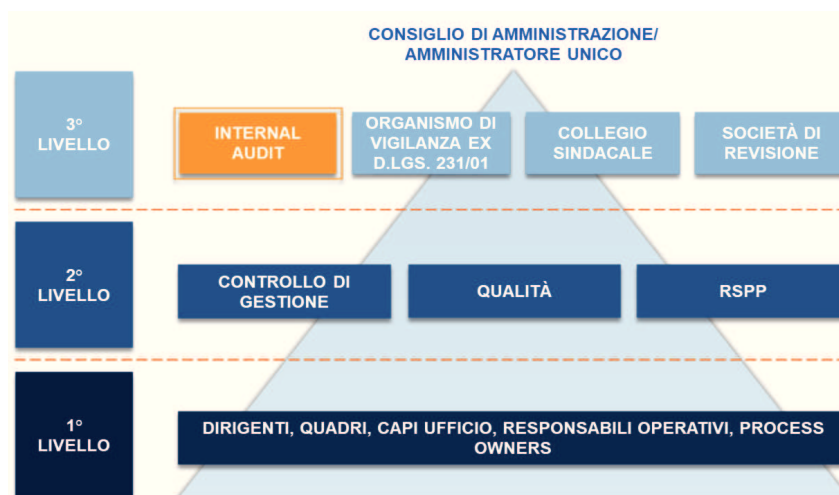 CONSIGLIO DI AMMINISTRAZIONE/
AMMINISTRATORE UNICO
3°
LIVELLO
INTERNAL
AUDIT
ORGANISMO DI
VIGILANZA EX
D.LGS. 231/01
COLLEGIO
SINDACALE
SOCIETÀ DI
REVISIONE
2°
LIVELLO
CONTROLLO DI
GESTIONE
QUALITÀ
RSPP
1°
LIVELLO
DIRIGENTI, QUADRI, CAPI UFFICIO, RESPONSABILI OPERATIVI, PROCESS
OWNERS